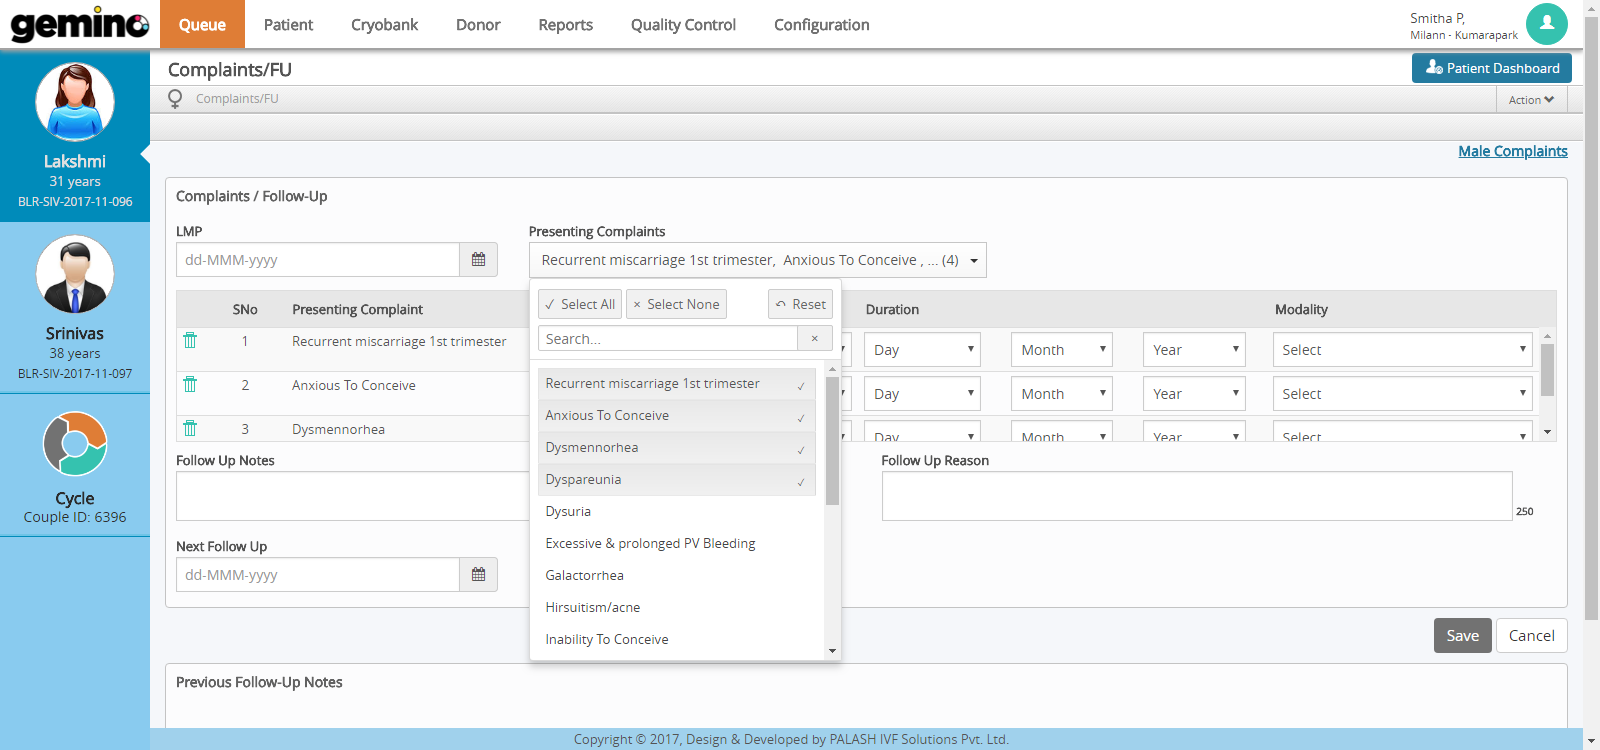 gemino
Queue Patient Cryobank Donor Reports Quality Control Configuration
Smitha P,
Milann - Kumarapark
Lakshmi
31 years
BLR-SIV-2017-11-096
Srinivas
38 years
BLR-SIV-2017-11-097
Cycle
Couple ID: 6396
Complaints/FU
Patient Dashboard
Complaints/FU
Action
Male Complaints
Complaints / Follow-Up
LMP
Presenting Complaints
dd-MMM-yyyy
Recurrent miscarriage 1st trimester, Anxious To Conceive , ... (4)
✓ Select All × Select None Reset
Search... ×
Recurrent miscarriage 1st trimester ✓
Anxious To Conceive ✓
Dysmennorhea ✓
Dyspareunia ✓
Dysuria
Excessive & prolonged PV Bleeding
Galactorrhea
Hirsuitism/acne
Inability To Conceive
SNo Presenting Complaint Duration Modality
1 Recurrent miscarriage 1st trimester Day Month Year Select
2 Anxious To Conceive Day Month Year Select
3 Dysmennorhea Day Month Year Select
Follow Up Notes
Follow Up Reason
250
Next Follow Up
dd-MMM-yyyy
Save Cancel
Previous Follow-Up Notes
Copyright © 2017, Design & Developed by PALASH IVF Solutions Pvt. Ltd.